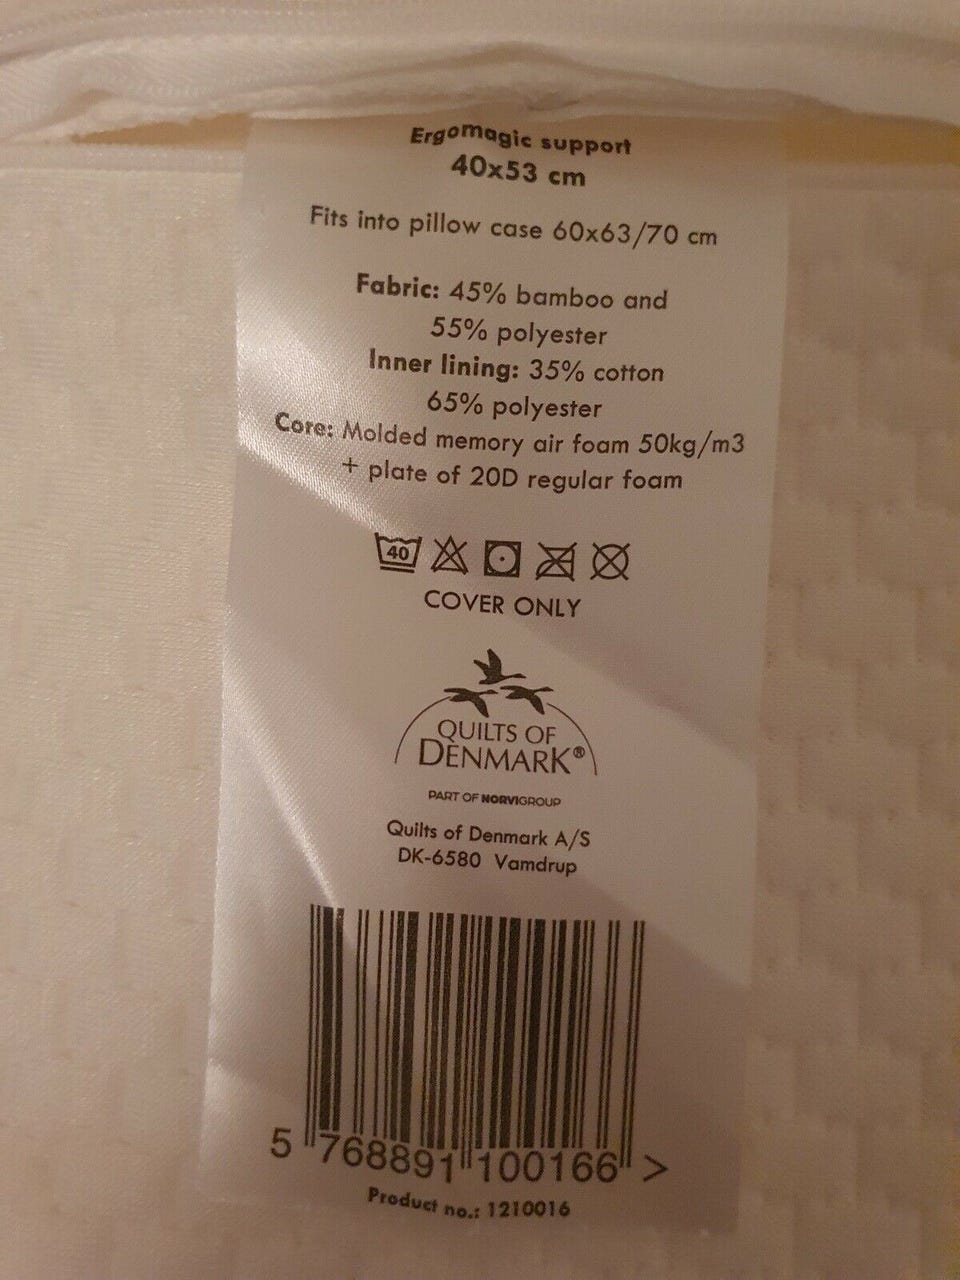 Ergomagic support
40x53 cm
Fits into pillow case 60x63/70 cm
Fabric: 45% bamboo and
55% polyester
Inner lining: 35% cotton
65% polyester
Core: Molded memory air foam 50kg/m3
+ plate of 20D regular foam
40
COVER ONLY
QUILTS OF
DENMARK®
PART OF NORVIGROUP
Quilts of Denmark A/S
DK-6580 Vamdrup
5 768891 100166 >
Product no.: 1210016